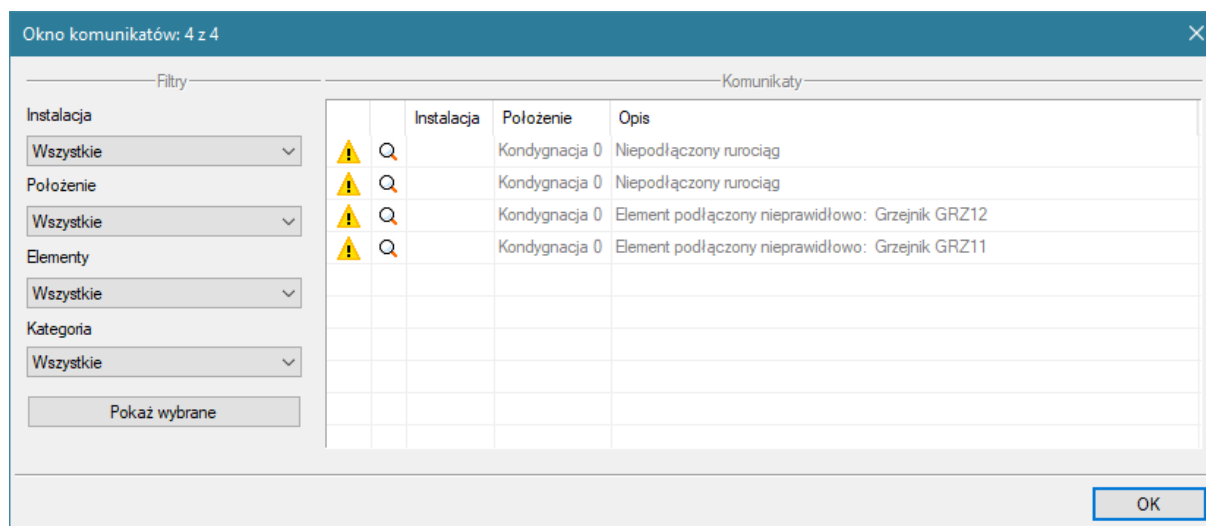 Okno komunikatów: 4 z 4
Filtry
Instalacja
Wszystkie
Położenie
Wszystkie
Elementy
Wszystkie
Kategoria
Wszystkie
Pokaż wybrane
Komunikaty
Instalacja Położenie Opis
Kondygnacja 0 Niepodłączony rurociąg
Kondygnacja 0 Niepodłączony rurociąg
Kondygnacja 0 Element podłączony nieprawidłowo: Grzejnik GRZ12
Kondygnacja 0 Element podłączony nieprawidłowo: Grzejnik GRZ11
OK